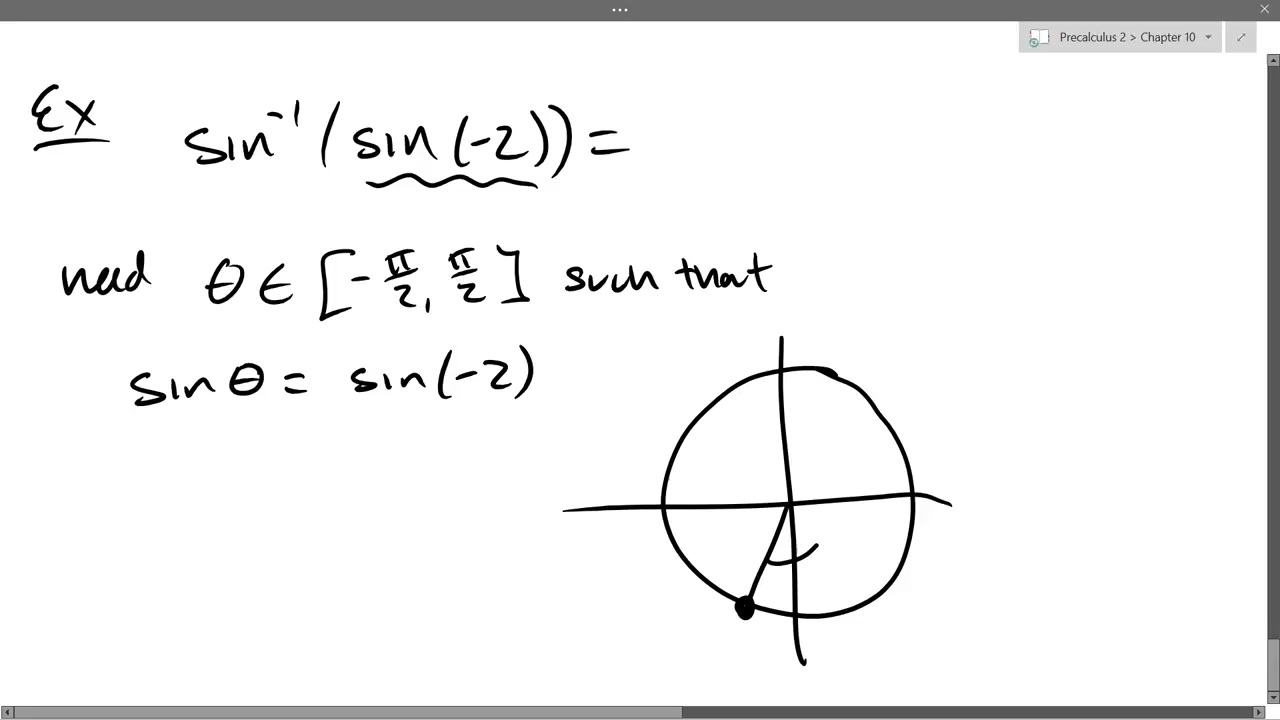 ...
Precalculus 2 > Chapter 10
Ex sin⁻¹(sin(-2)) =
need θ ∈ [-π/2, π/2] such that
sin θ = sin(-2)